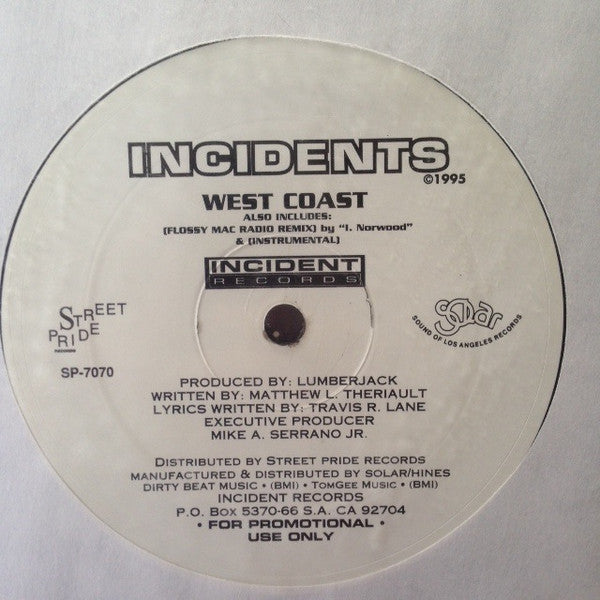 INCIDENTS
©1995
WEST COAST
ALSO INCLUDES:
(FLOSSY MAC RADIO REMIX) by "I. Norwood"
& (INSTRUMENTAL)
INCIDENT
RECORDS
STREET
PRIDE
RECORDS
SP-7070
Solar
SOUND OF LOS ANGELES RECORDS
PRODUCED BY: LUMBERJACK
WRITTEN BY: MATTHEW L. THERIAULT
LYRICS WRITTEN BY: TRAVIS R. LANE
EXECUTIVE PRODUCER
MIKE A. SERRANO JR.
DISTRIBUTED BY STREET PRIDE RECORDS
MANUFACTURED & DISTRIBUTED BY SOLAR/HINES
DIRTY BEAT MUSIC • (BMI) • TOMGEE MUSIC • (BMI)
INCIDENT RECORDS
P.O. BOX 5370-66 S.A. CA 92704
• FOR PROMOTIONAL •
USE ONLY